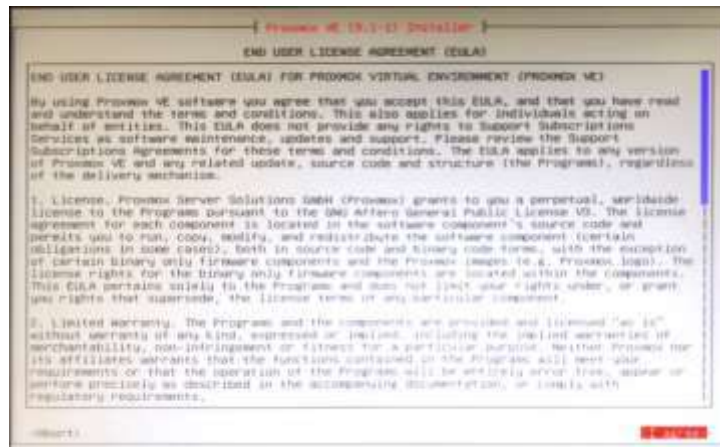 Proxmox VE (9.1-1) Installer
END USER LICENSE AGREEMENT (EULA)
END USER LICENSE AGREEMENT (EULA) FOR PROXMOX VIRTUAL ENVIRONMENT (PROXMOX VE)
By using Proxmox VE software you agree that you accept this EULA, and that you have read
and understand the terms and conditions. This also applies for individuals acting on
behalf of entities. This EULA does not provide any rights to Support Subscriptions
Services as software maintenance, updates and support. Please review the Support
Subscriptions Agreements for these terms and conditions. The EULA applies to any version
of Proxmox VE and any related update, source code and structure (the Programs), regardless
of the delivery mechanism.
1. License. Proxmox Server Solutions GmbH (Proxmox) grants to you a perpetual, worldwide
license to the Programs pursuant to the GNU Affero General Public License V3. The license
agreement for each component is located in the software component's source code and
permits you to run, copy, modify, and redistribute the software component (certain
obligations in some cases), both in source code and binary code forms, with the exception
of certain binary only firmware components and the Proxmox images (e.g. Proxmox logo). The
license rights for the binary only firmware components are located within the components.
This EULA pertains solely to the Programs and does not limit your rights under, or grant
you rights that supersede, the license terms of any particular component.
2. Limited Warranty. The Programs and the components are provided and licensed "as is"
without warranty of any kind, expressed or implied, including the implied warranties of
merchantability, non-infringement or fitness for a particular purpose. Neither Proxmox nor
its affiliates warrants that the functions contained in the Programs will meet your
requirements or that the operation of the Programs will be entirely error free, appear or
perform precisely as described in the accompanying documentation, or comply with
regulatory requirements.
<Abort>
<I agree>